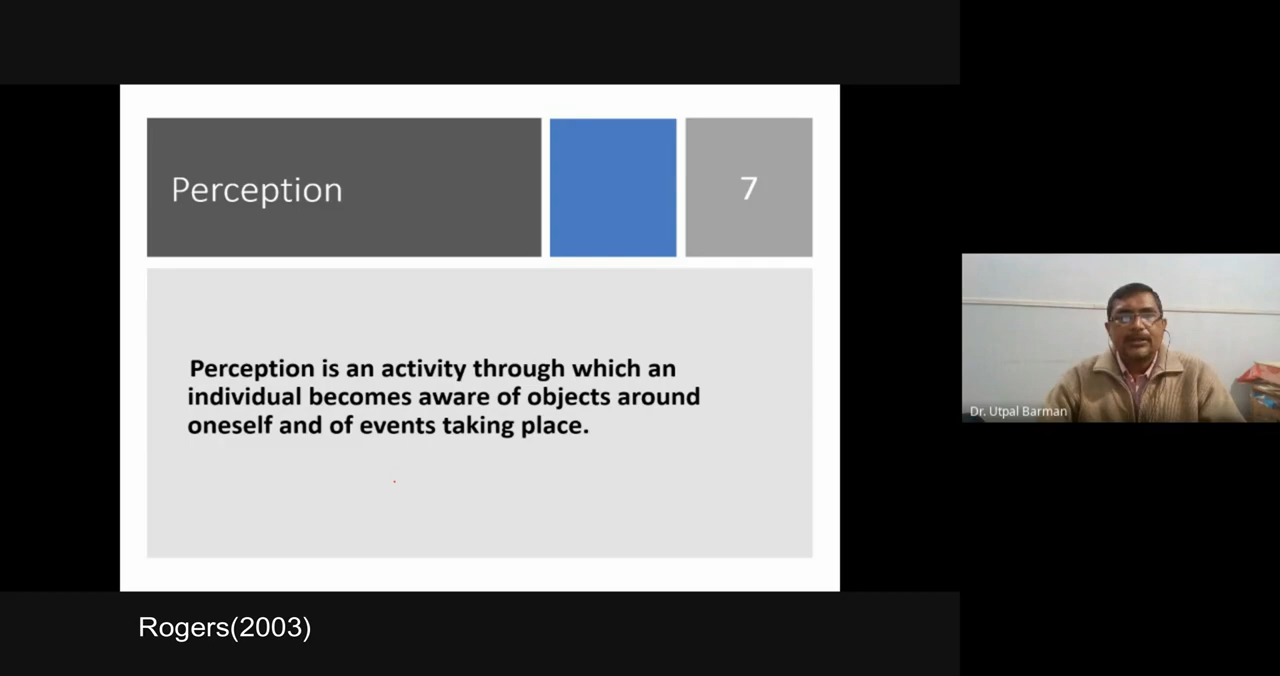 Perception
7
Perception is an activity through which an
individual becomes aware of objects around
oneself and of events taking place.
Dr. Utpal Barman
Rogers(2003)